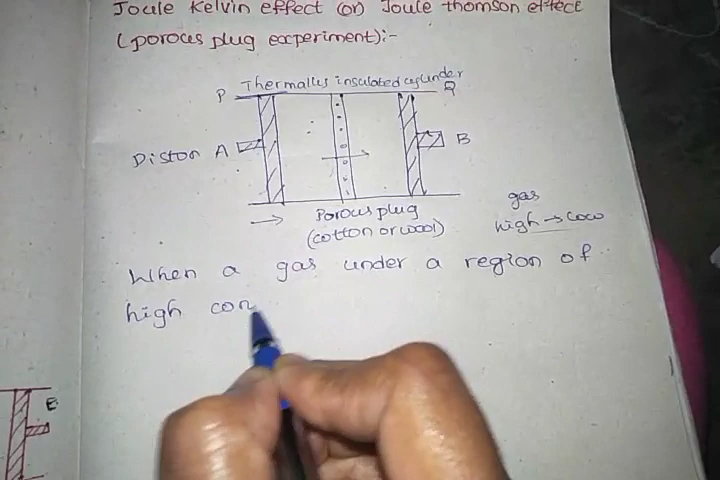 Joule Kelvin effect (or) Joule thomson effect
(porous plug experiment):-
Thermally insulated cylinder
P
Q
Piston A
B
Porous plug
(cotton or wool)
gas
high → low
When a gas under a region of
high con
E